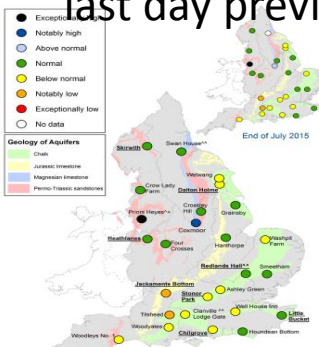 last day previ
Exceptionally high
Notably high
Above normal
Normal
Below normal
Notably low
Exceptionally low
No data
Geology of Aquifers
Chalk
Jurassic limestone
Magnesian limestone
Permo-Triassic sandstones
End of July 2015
Swan House^^
Skirwith
Wetwang
Dalton Holme
Crow Lady Farm
Crossley Hill
Grainsby
Priors Heyes^^
Coxmoor
Heathlanes
Four Crosses
Hanthorpe
Washpit Farm
Redlands Hall^^
Smeetham
Jackaments Bottom
Stonor Park
Ashley Green
Well House Inn
Tilshead
Clanville ^^ Lodge Gate
Little Bucket
Woodyates
Woodleys No. 1
Chilgrove
Houndean Bottom